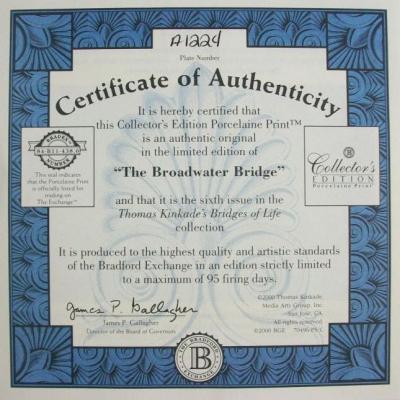 A1224
Plate Number
Certificate of Authenticity
It is hereby certified that
this Collector's Edition Porcelaine Print™
is an authentic original
in the limited edition of
"The Broadwater Bridge"
and that it is the sixth issue in the
Thomas Kinkade's Bridges of Life
collection
BRADEX
84-B11-438.6
NUMBER
This seal indicates
that the Porcelaine Print
is officially listed for
trading on
The Exchange™
B
Collector's
EDITION
Porcelaine Print
It is produced to the highest quality and artistic standards
of the Bradford Exchange in an edition strictly limited
to a maximum of 95 firing days.
James P. Gallagher
James P. Gallagher
Director of the Board of Governors
©2000 Thomas Kinkade,
Media Arts Group, Inc.
San Jose, CA
All rights reserved
©2000 BGE
THE BRADFORD
B
EXCHANGE